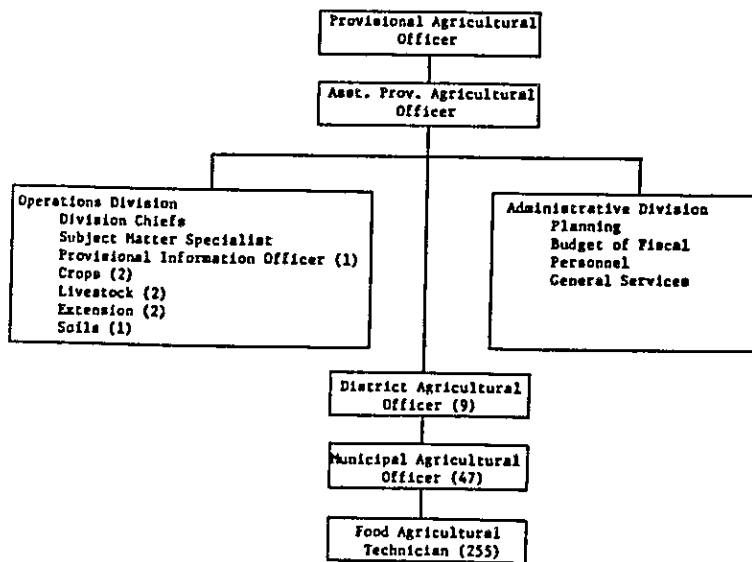 Provisional Agricultural
Officer
Asst. Prov. Agricultural
Officer
Operations Division
Division Chiefs
Subject Matter Specialist
Provisional Information Officer (1)
Crops (2)
Livestock (2)
Extension (2)
Soils (1)
Administrative Division
Planning
Budget of Fiscal
Personnel
General Services
District Agricultural
Officer (9)
Municipal Agricultural
Officer (47)
Food Agricultural
Technician (255)